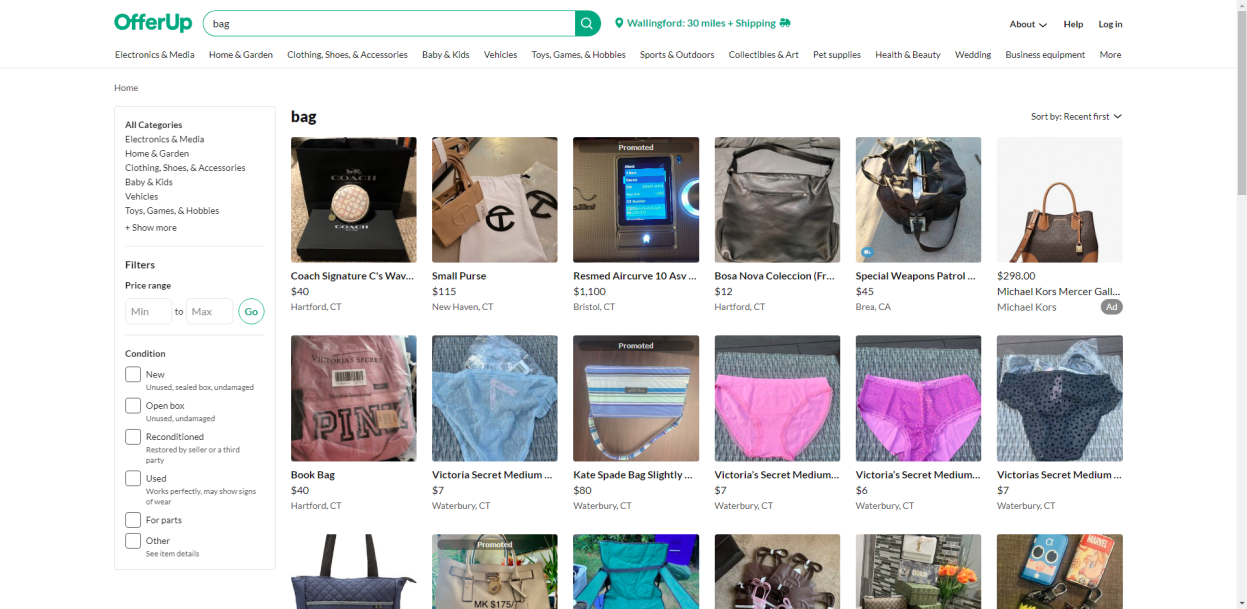 OfferUp
bag
Wallingford: 30 miles + Shipping
About
Help
Log in
Electronics & Media
Home & Garden
Clothing, Shoes, & Accessories
Baby & Kids
Vehicles
Toys, Games, & Hobbies
Sports & Outdoors
Collectibles & Art
Pet supplies
Health & Beauty
Wedding
Business equipment
More
Home
All Categories
Electronics & Media
Home & Garden
Clothing, Shoes, & Accessories
Baby & Kids
Vehicles
Toys, Games, & Hobbies
+ Show more
Filters
Price range
Min
to
Max
Go
Condition
New
Unused, sealed box, undamaged
Open box
Unused, undamaged
Reconditioned
Restored by seller or a third
party
Used
Works perfectly, may show signs
of wear
For parts
Other
See item details
bag
Sort by: Recent first
COACH
COACH
Coach Signature C's Wav...
$40
Hartford, CT
Small Purse
$115
New Haven, CT
Promoted
Resmed Aircurve 10 Asv ...
$1,100
Bristol, CT
Bosa Nova Coleccion (Fr...
$12
Hartford, CT
Special Weapons Patrol ...
$45
Brea, CA
$298.00
Michael Kors Mercer Gall...
Michael Kors
Ad
VICTORIA'S SECRET
PINK
Book Bag
$40
Hartford, CT
Victoria Secret Medium ...
$7
Waterbury, CT
Promoted
Kate Spade Bag Slightly ...
$80
Waterbury, CT
Victoria's Secret Medium...
$7
Waterbury, CT
Victoria's Secret Medium...
$6
Waterbury, CT
Victorias Secret Medium ...
$7
Waterbury, CT
Promoted
MK $175/
MARVEL